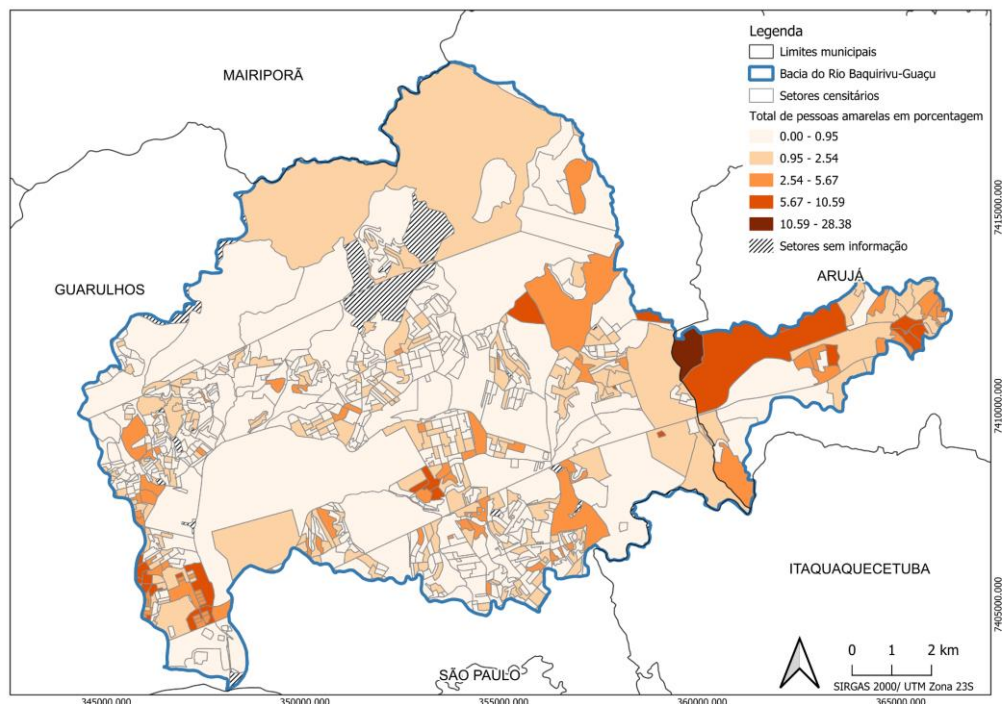 Legenda
Limites municipais
Bacia do Rio Baquirivu-Guaçu
Setores censitários
Total de pessoas amarelas em porcentagem
0.00 - 0.95
0.95 - 2.54
2.54 - 5.67
5.67 - 10.59
10.59 - 28.38
Setores sem informação
MAIRIPORÃ
GUARULHOS
ARUJÁ
ITAQUAQUECETUBA
SÃO PAULO
7415000.000
7410000.000
7405000.000
0 1 2 km
SIRGAS 2000/ UTM Zona 23S
345000.000 350000.000 355000.000 360000.000 365000.000